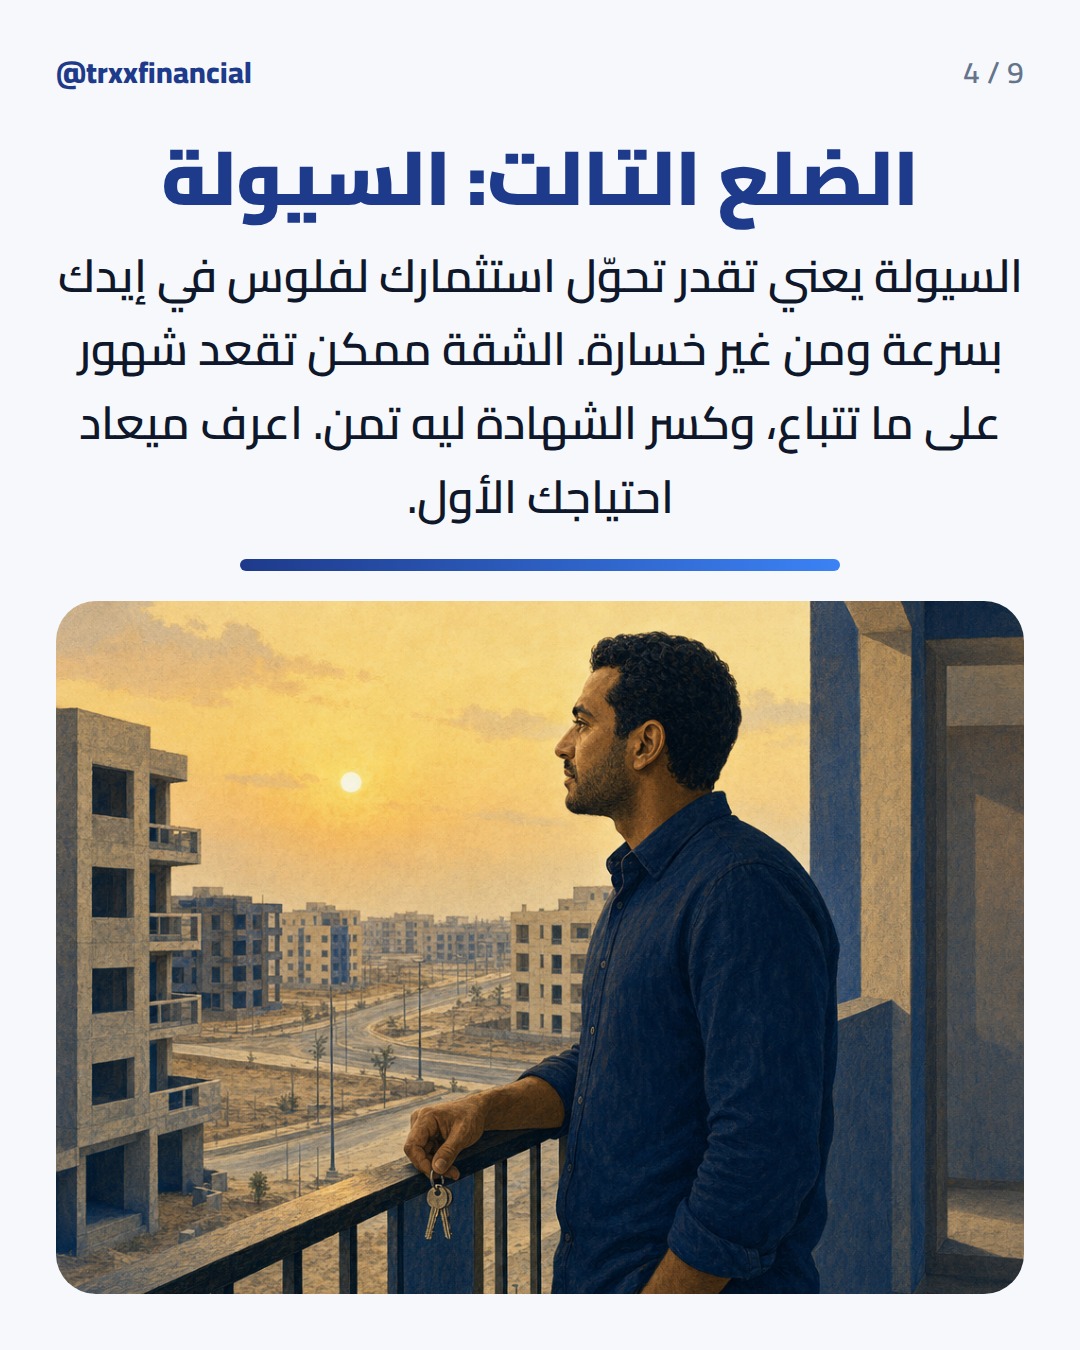 @trxxfinancial
4 / 9
الضلع التالت: السيولة
السيولة يعني تقدر تحوّل استثمارك لفلوس في إيدك
بسرعة ومن غير خسارة. الشقة ممكن تقعد شهور
على ما تتباع، وكسر الشهادة ليه تمن. اعرف ميعاد
احتياجك الأول.